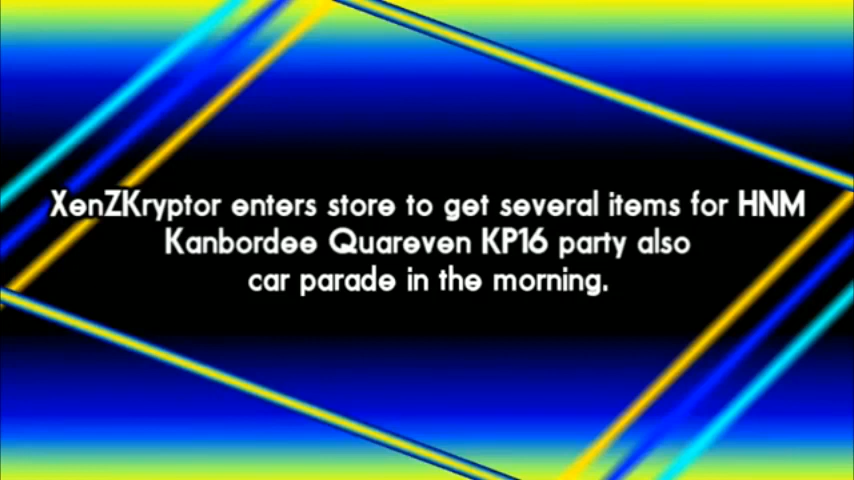 XenZKryptor enters store to get several items for HNM
Kanbordee Quareven KP16 party also
car parade in the morning.